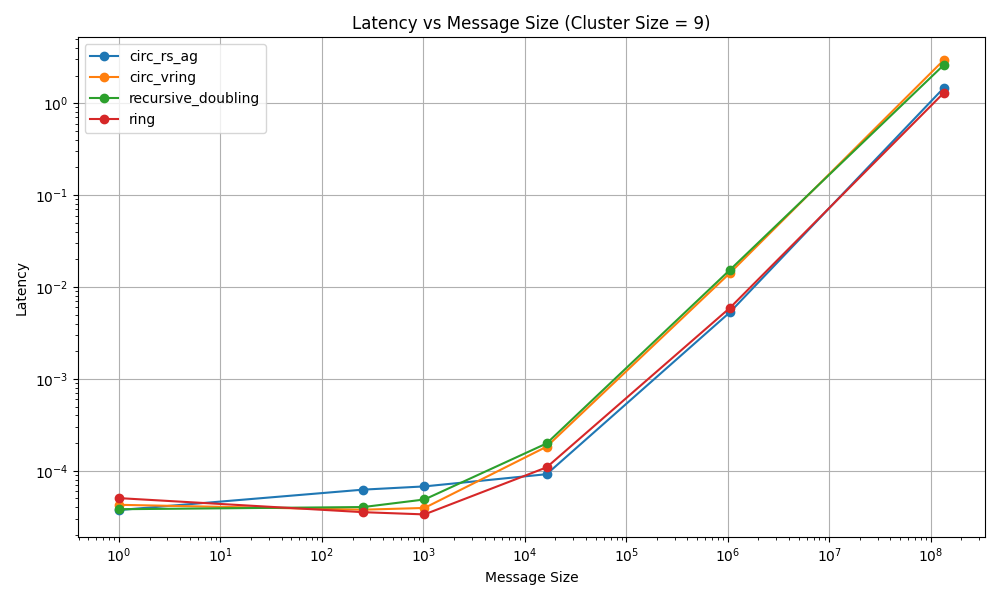 Latency vs Message Size (Cluster Size = 9)
circ_rs_ag
circ_vring
recursive_doubling
ring
Latency
10⁰
10⁻¹
10⁻²
10⁻³
10⁻⁴
10⁰ 10¹ 10² 10³ 10⁴ 10⁵ 10⁶ 10⁷ 10⁸
Message Size